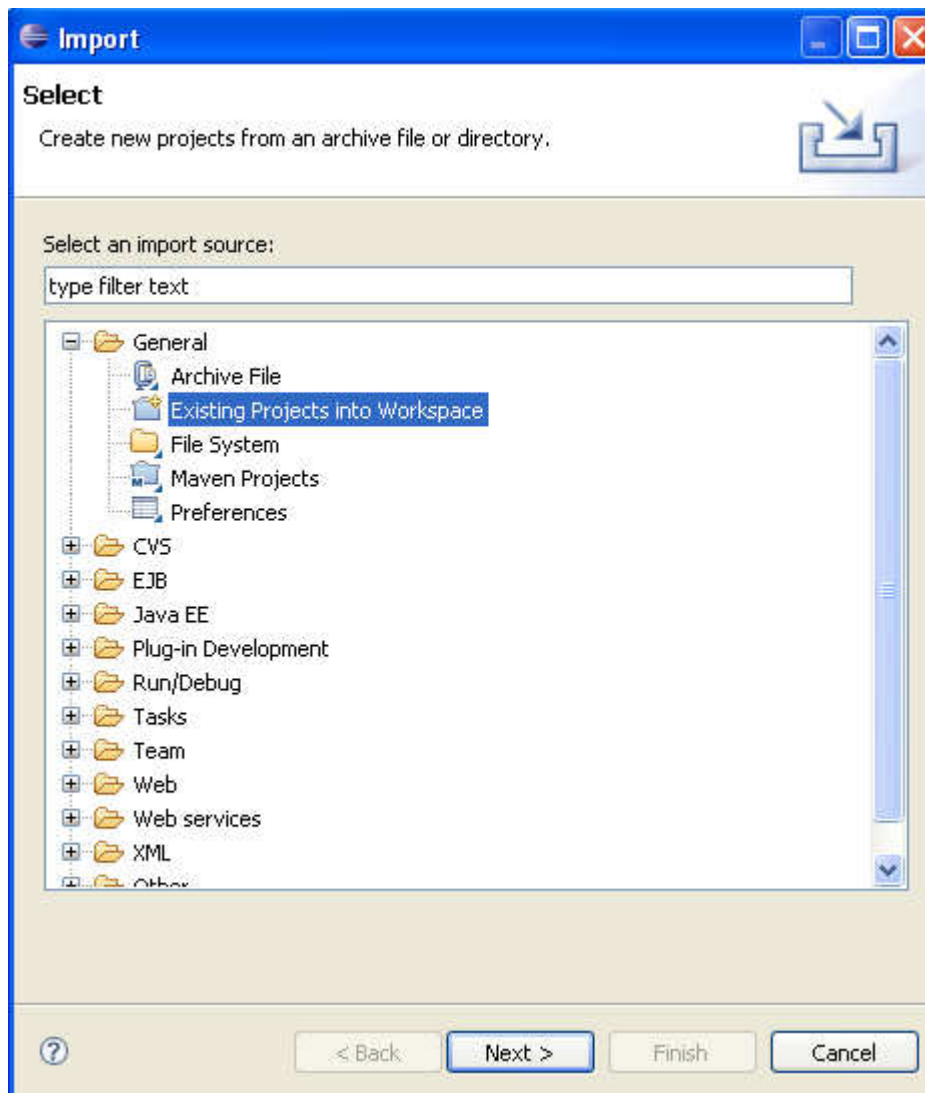 Import
Select
Create new projects from an archive file or directory.
Select an import source:
type filter text
General
Archive File
Existing Projects into Workspace
File System
Maven Projects
Preferences
CVS
EJB
Java EE
Plug-in Development
Run/Debug
Tasks
Team
Web
Web services
XML
Other
< Back Next > Finish Cancel